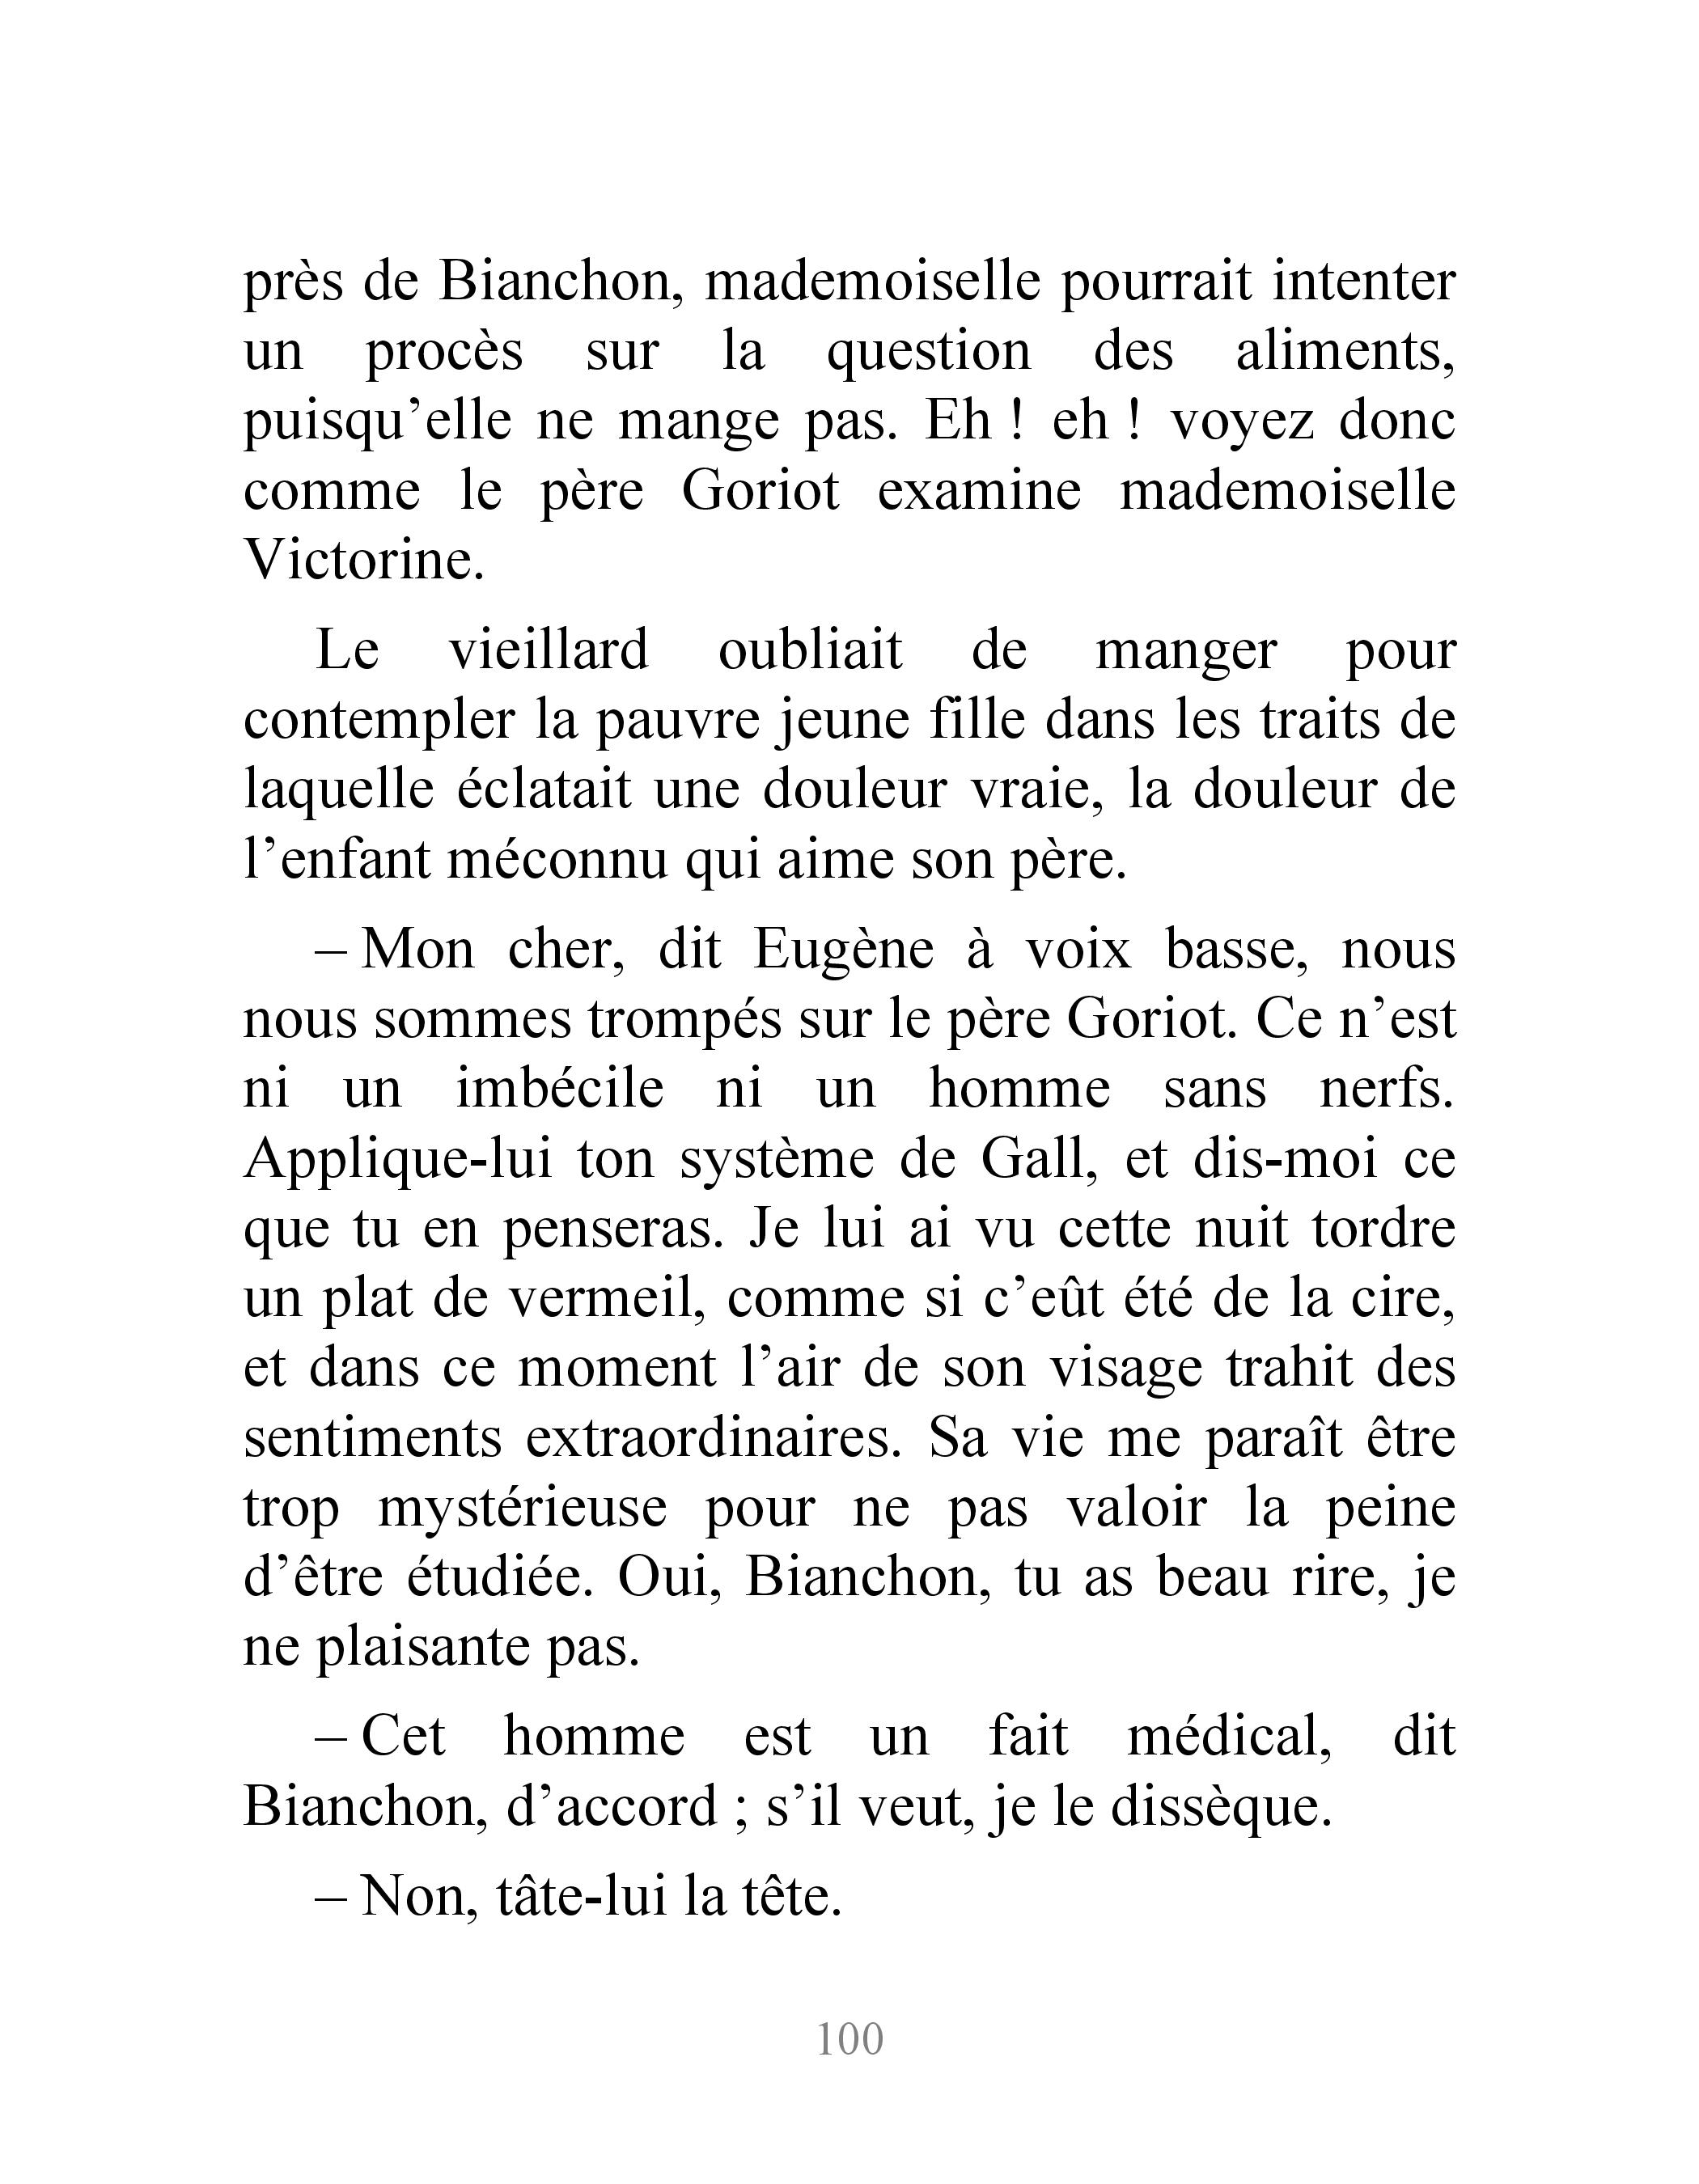 près de Bianchon, mademoiselle pourrait intenter
un procès sur la question des aliments,
puisqu’elle ne mange pas. Eh ! eh ! voyez donc
comme le père Goriot examine mademoiselle
Victorine.
Le vieillard oubliait de manger pour
contempler la pauvre jeune fille dans les traits de
laquelle éclatait une douleur vraie, la douleur de
l’enfant méconnu qui aime son père.
– Mon cher, dit Eugène à voix basse, nous
nous sommes trompés sur le père Goriot. Ce n’est
ni un imbécile ni un homme sans nerfs.
Applique-lui ton système de Gall, et dis-moi ce
que tu en penseras. Je lui ai vu cette nuit tordre
un plat de vermeil, comme si c’eût été de la cire,
et dans ce moment l’air de son visage trahit des
sentiments extraordinaires. Sa vie me paraît être
trop mystérieuse pour ne pas valoir la peine
d’être étudiée. Oui, Bianchon, tu as beau rire, je
ne plaisante pas.
– Cet homme est un fait médical, dit
Bianchon, d’accord ; s’il veut, je le dissèque.
– Non, tâte-lui la tête.
100